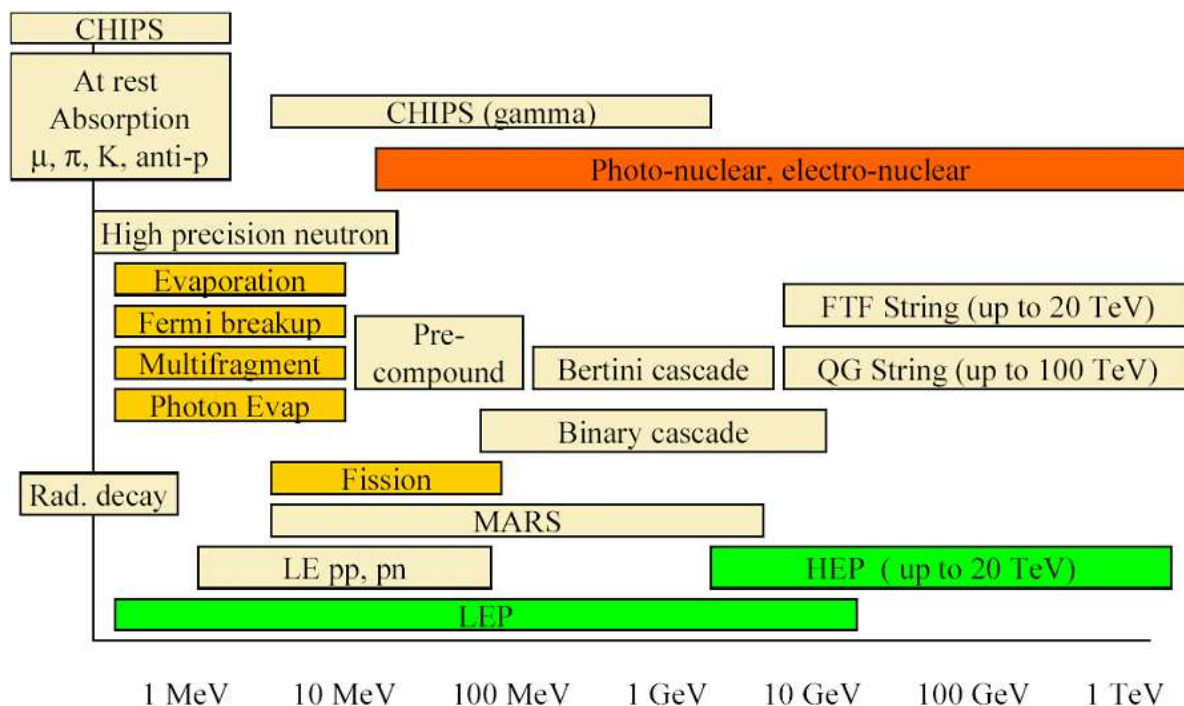 CHIPS
At rest
Absorption
μ, π, K, anti-p
CHIPS (gamma)
Photo-nuclear, electro-nuclear
High precision neutron
Evaporation
Fermi breakup
Multifragment
Photon Evap
Pre-
compound
Bertini cascade
FTF String (up to 20 TeV)
QG String (up to 100 TeV)
Binary cascade
Fission
Rad. decay
MARS
LE pp, pn
HEP ( up to 20 TeV)
LEP
1 MeV 10 MeV 100 MeV 1 GeV 10 GeV 100 GeV 1 TeV